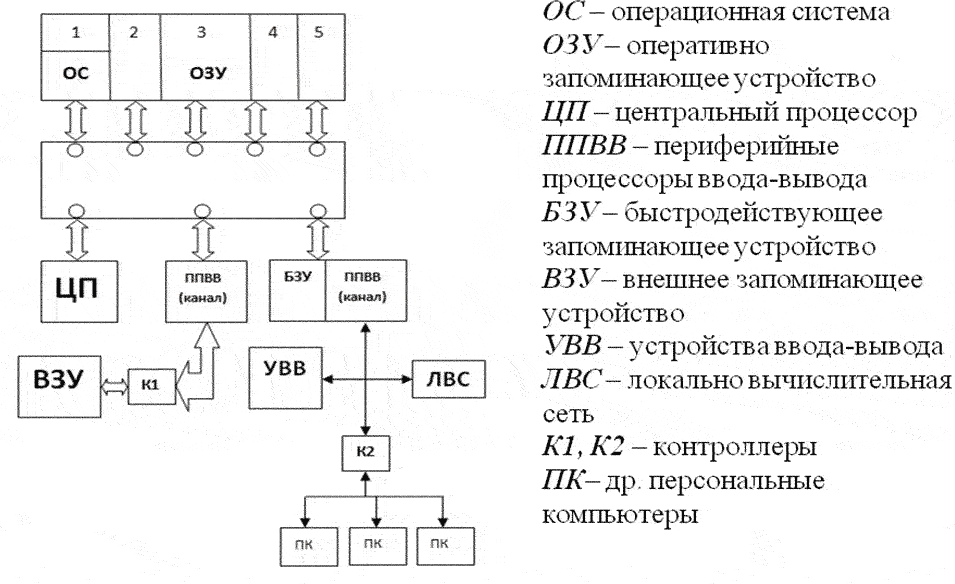 1 2 3 4 5
ОС ОЗУ
ЦП
ППВВ
(канал)
БЗУ
ППВВ
(канал)
ВЗУ
К1
УВВ
ЛВС
К2
ПК ПК ПК
ОС – операционная система
ОЗУ – оперативно
запоминающее устройство
ЦП – центральный процессор
ППВВ – периферийные
процессоры ввода-вывода
БЗУ – быстродействующее
запоминающее устройство
ВЗУ – внешнее запоминающее
устройство
УВВ – устройства ввода-вывода
ЛВС – локально вычислительная
сеть
К1, К2 – контроллеры
ПК– др. персональные
компьютеры